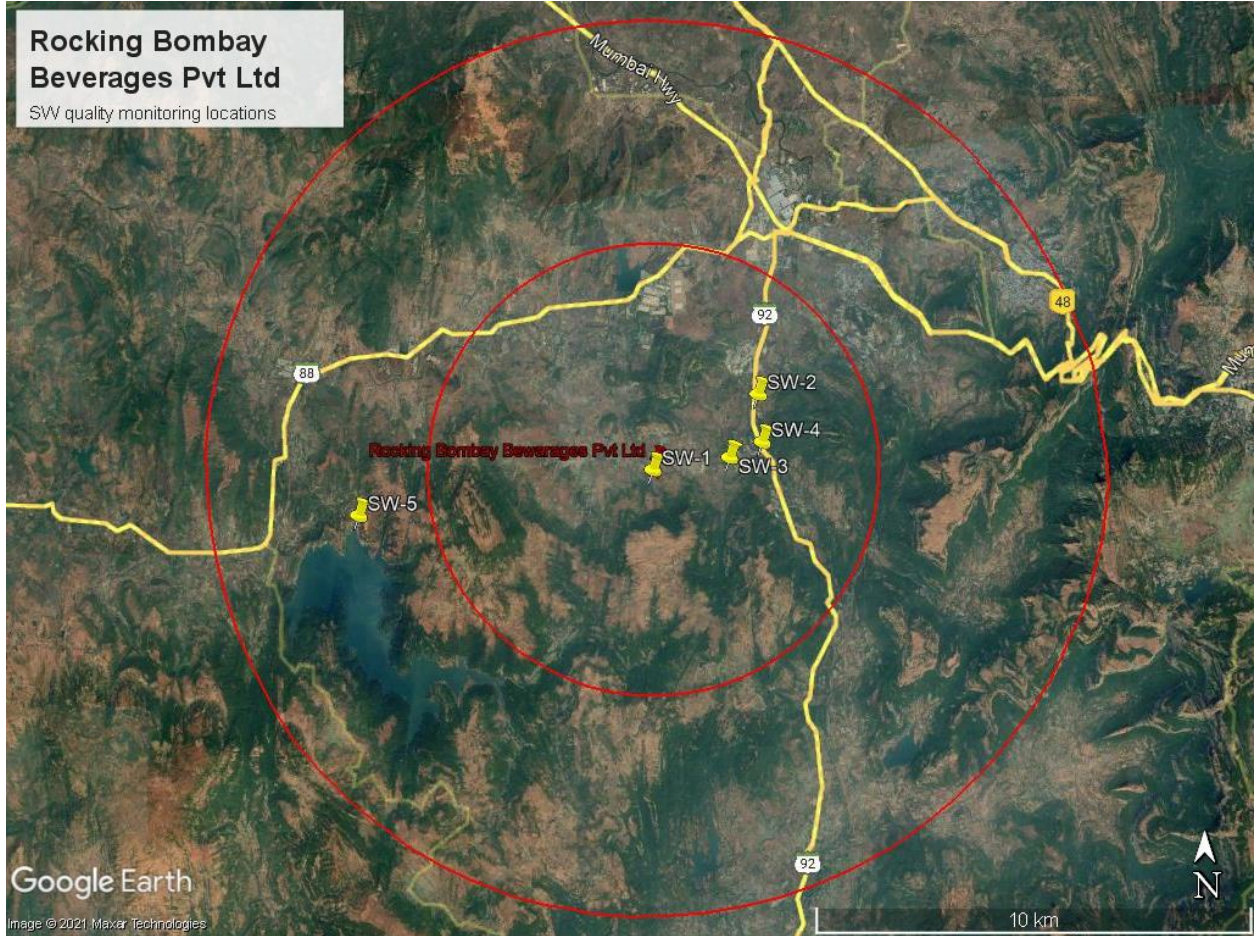 Rocking Bombay
Beverages Pvt Ltd
SW quality monitoring locations
Mumbai Hwy
48
92
88
SW-2
SW-4
Rocking Bombay Bewarages Pvt Ltd
SW-1
SW-3
SW-5
92
Google Earth
N
Image © 2021 Maxar Technologies
10 km